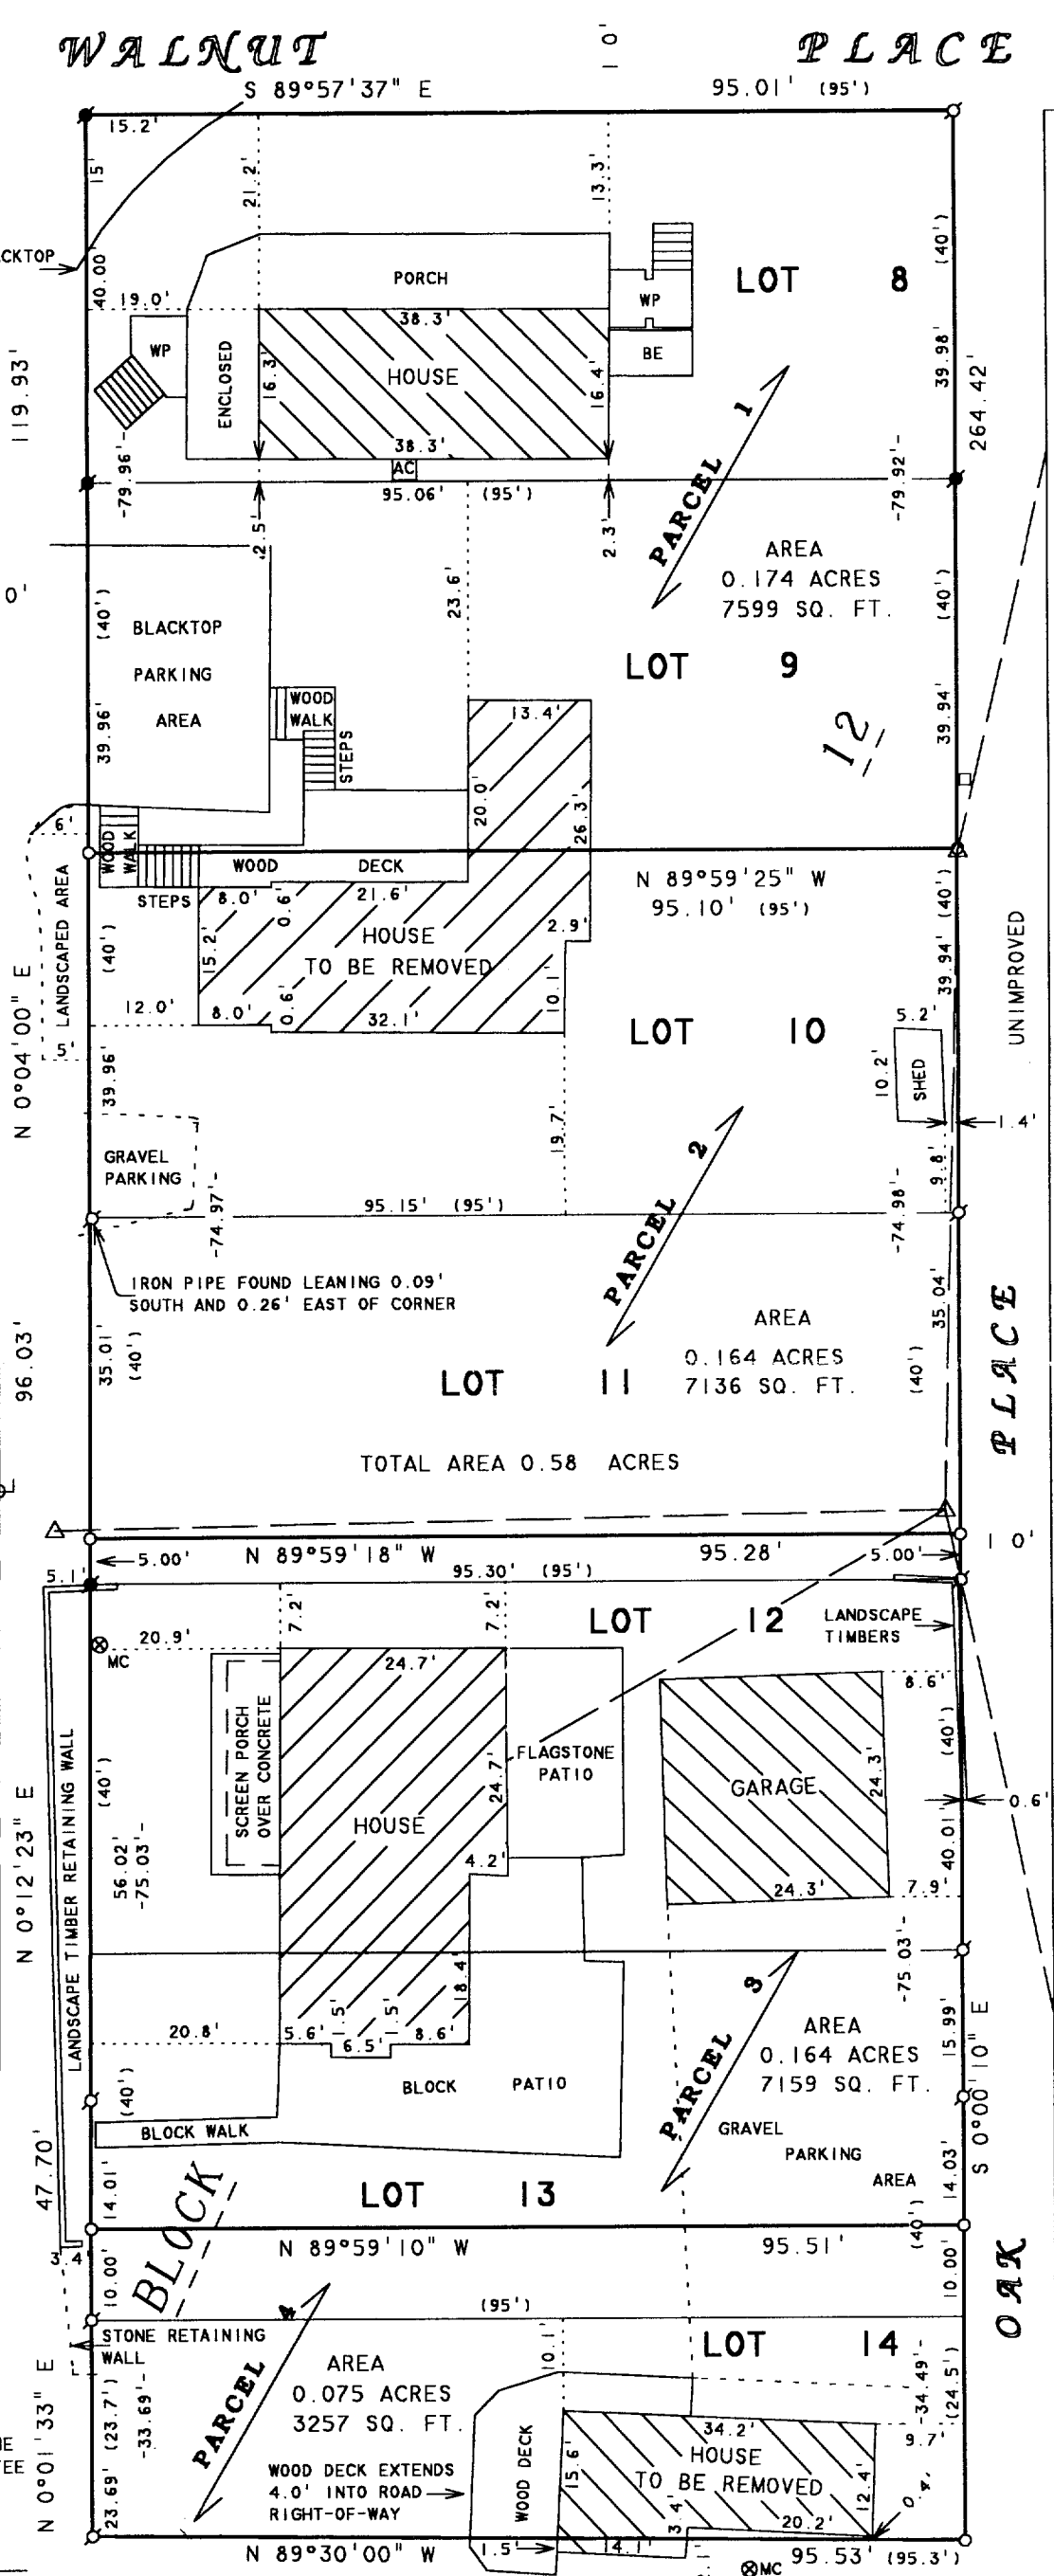 WALNUT PLACE
10'
S 89°57'37" E
95.01' (95')
15.2'
15'
21.2'
13.3'
(40')
CKTOP
40.00'
PORCH
LOT 8
19.0'
38.3'
WP
WP
BE
ENCLOSED
16.3'
HOUSE
16.4'
39.98'
119.93'
264.42'
38.3'
AC
-79.96'-
95.06' (95')
-79.92'-
2.5'
2.3'
PARCEL 1
AREA
0.174 ACRES
7599 SQ. FT.
0'
(40')
23.6'
(40')
BLACKTOP
PARKING
AREA
LOT 9
39.96'
WOOD
WALK
STEPS
13.4'
12
39.94'
20.0'
26.3'
6'
WOOD
WALK
WOOD DECK
N 89°59'25" W
95.10' (95')
(40')
STEPS
8.0'
0.6'
21.6'
LANDSCAPED AREA
(40')
15.2'
HOUSE
TO BE REMOVED
2.9'
10.1'
39.94'
UNIMPROVED
12.0'
8.0'
0.6'
32.1'
LOT 10
5.2'
5'
N 0°04'00" E
39.96'
10.2'
SHED
1.4'
19.7'
PARCEL 2
9.8'
GRAVEL
PARKING
-74.97'-
95.15' (95')
-74.98'-
IRON PIPE FOUND LEANING 0.09'
SOUTH AND 0.26' EAST OF CORNER
35.04'
AREA
0.164 ACRES
7136 SQ. FT.
96.03'
35.01'
(40')
(40')
LOT 11
PLACE
TOTAL AREA 0.58 ACRES
10'
5.00'
N 89°59'18" W
95.28'
5.00'
5.1'
95.30' (95')
7.2'
7.2'
LOT 12
LANDSCAPE
TIMBERS
20.9'
MC
24.7'
8.6'
(40')
SCREEN PORCH
OVER CONCRETE
24.7'
FLAGSTONE
PATIO
GARAGE
24.3'
0.6'
LANDSCAPE TIMBER RETAINING WALL
(40')
HOUSE
N 0°12'23" E
56.02'
-75.03'-
4.2'
24.3'
7.9'
40.01'
-75.03'-
18.4'
PARCEL 3
20.8'
5.6'
1.5'
6.5'
1.5'
8.6'
AREA
0.164 ACRES
7159 SQ. FT.
15.99'
(40')
BLOCK PATIO
S 0°00'10" E
BLOCK WALK
GRAVEL
PARKING
AREA
47.70'
14.01'
14.03'
BLOCK
LOT 13
(40')
3.4'
N 89°59'10" W
95.51'
10.00'
10.00'
OAK
(95')
STONE RETAINING
WALL
10.1'
LOT 14
PARCEL 4
AREA
0.075 ACRES
3257 SQ. FT.
-34.49'-
(24.5')
(23.7')
-33.69'-
N 0°01'33" E
34.2'
9.7'
HOUSE
TO BE REMOVED
WOOD DECK
15.6'
12.4'
WOOD DECK EXTENDS
4.0' INTO ROAD
RIGHT-OF-WAY
23.69'
3.4'
20.2'
1.5'
14.1'
N 89°30'00" W
95.53' (95.3')
MC